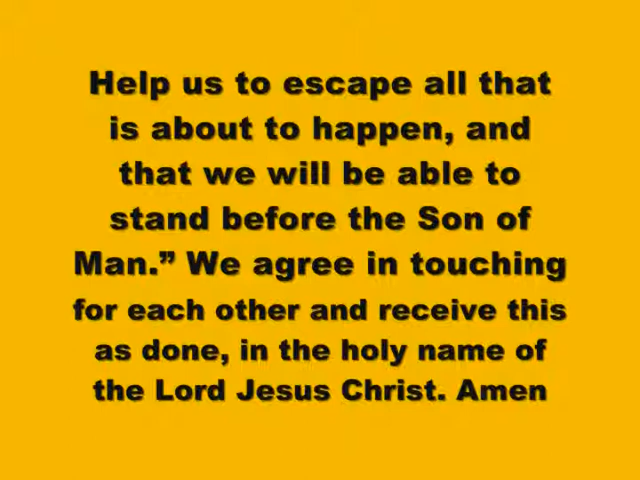 Help us to escape all that
is about to happen, and
that we will be able to
stand before the Son of
Man.” We agree in touching
for each other and receive this
as done, in the holy name of
the Lord Jesus Christ. Amen